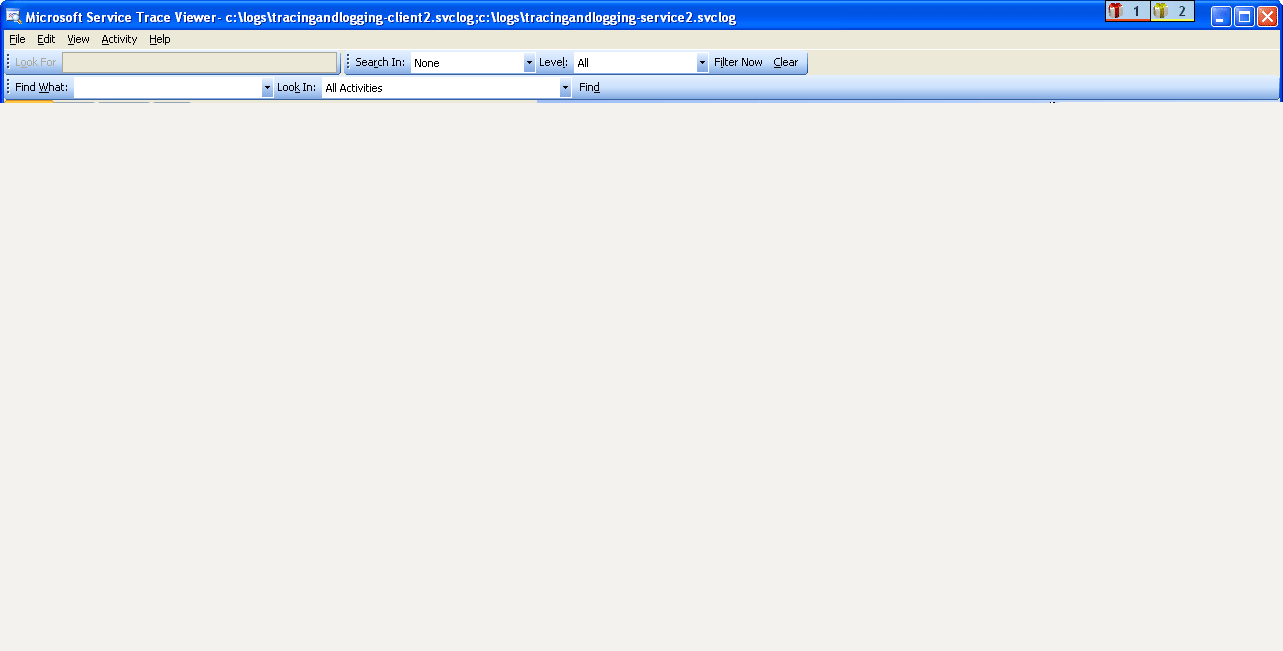 Microsoft Service Trace Viewer- c:\logs\tracingandlogging-client2.svclog;c:\logs\tracingandlogging-service2.svclog 1 2
File Edit View Activity Help
Look For Search In: None Level: All Filter Now Clear
Find What: Look In: All Activities Find